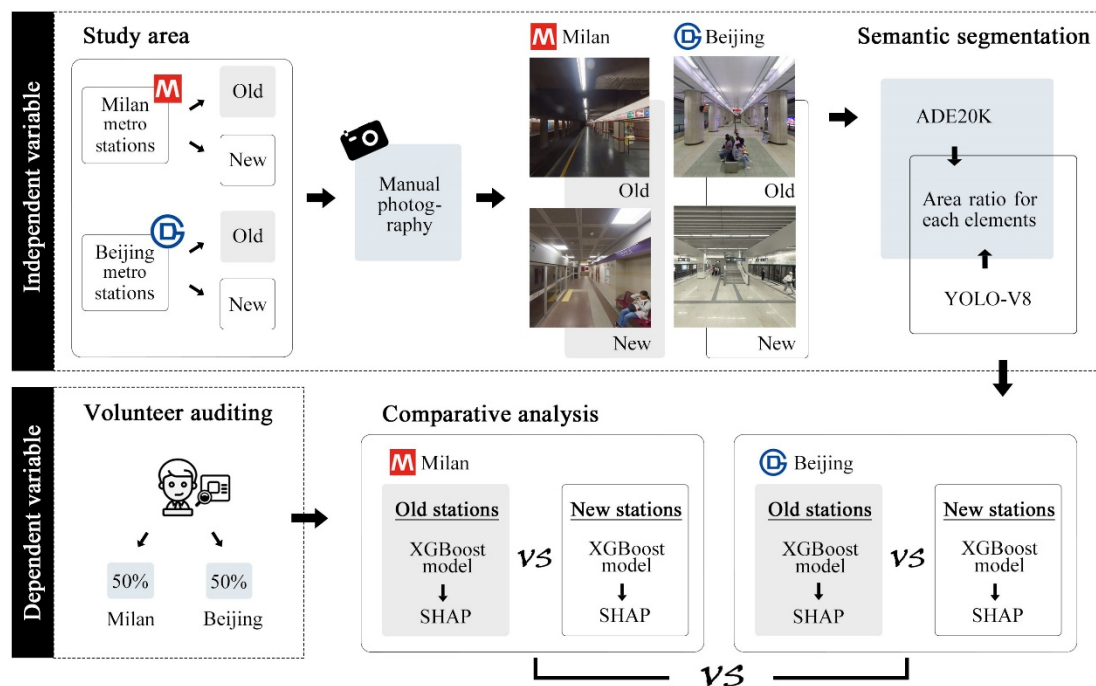 Independent variable
Study area
Milan
metro
stations
Old
New
Beijing
metro
stations
Old
New
Manual
photog-
raphy
Milan
Old
New
Beijing
Old
New
Semantic segmentation
ADE20K
Area ratio for
each elements
YOLO-V8
Dependent variable
Volunteer auditing
50%
50%
Milan
Beijing
Comparative analysis
Milan
Old stations
XGBoost
model
SHAP
vs
New stations
XGBoost
model
SHAP
Beijing
Old stations
XGBoost
model
SHAP
vs
New stations
XGBoost
model
SHAP
vs